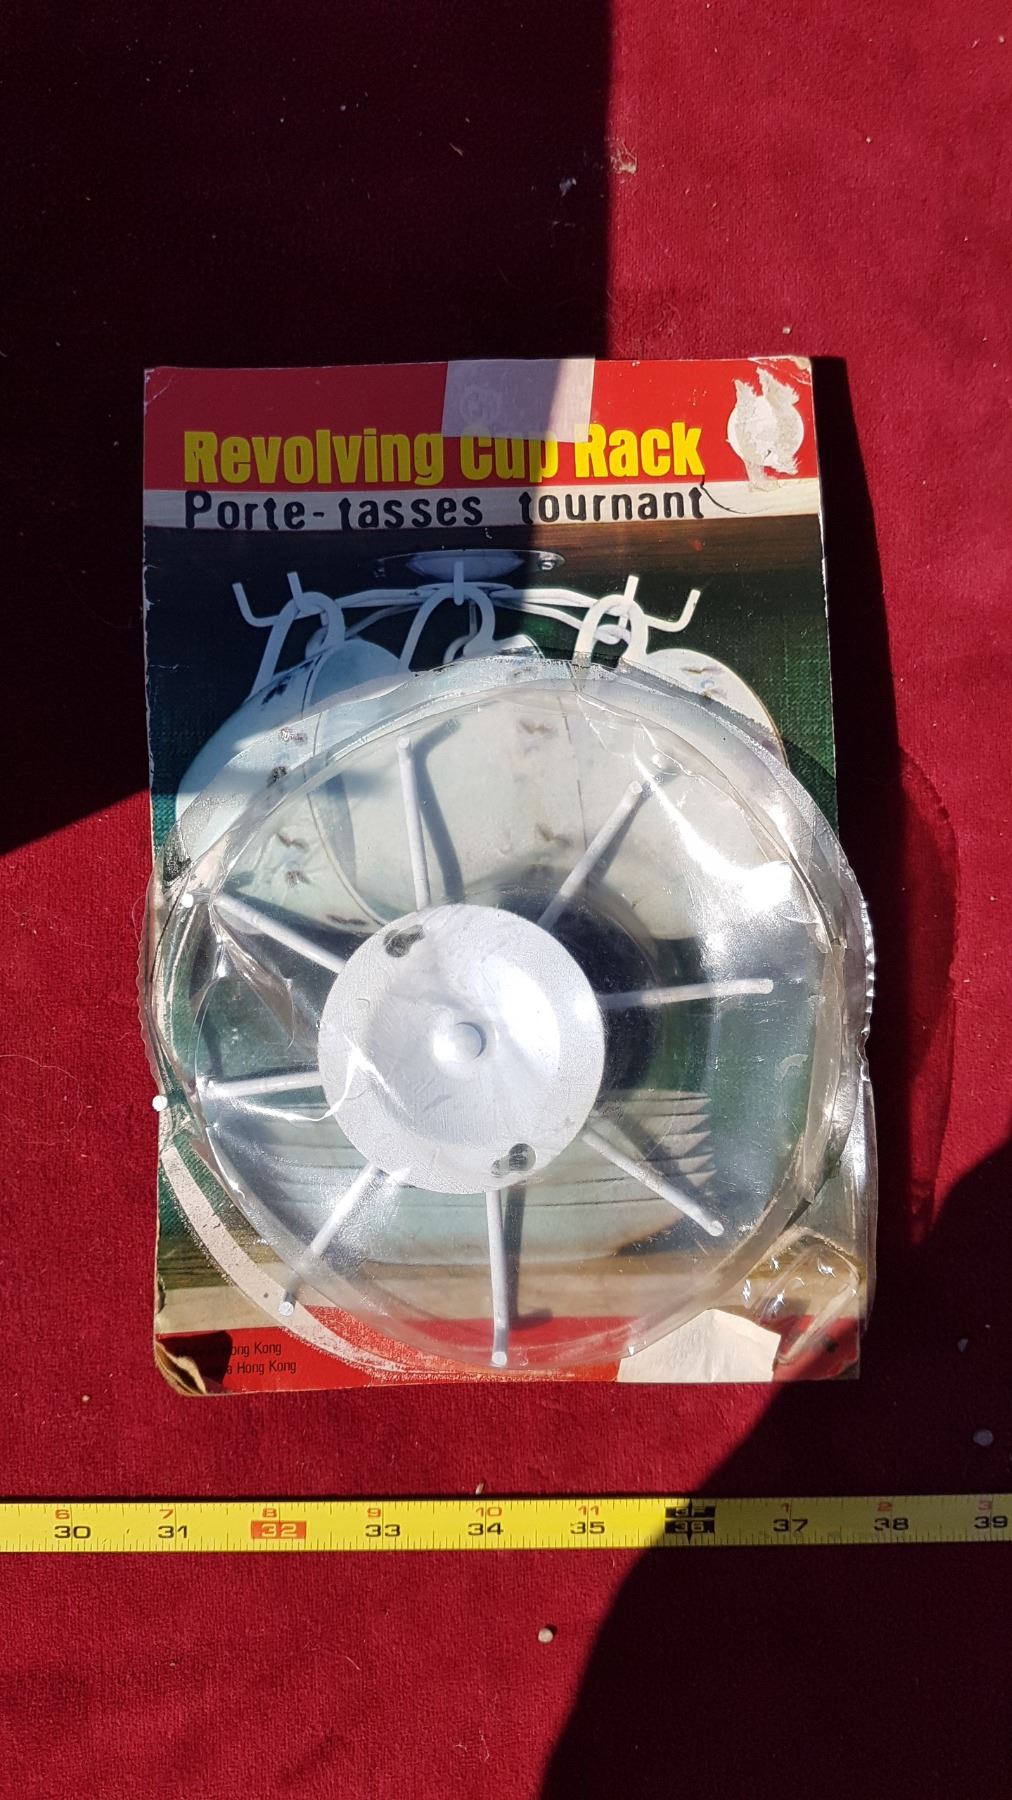 Revolving Cup Rack
Porte-tasses tournant
Hong Kong
a Hong Kong
6 7 8 9 10 11 3F 1 2 3
30 31 32 33 34 35 36 37 38 39